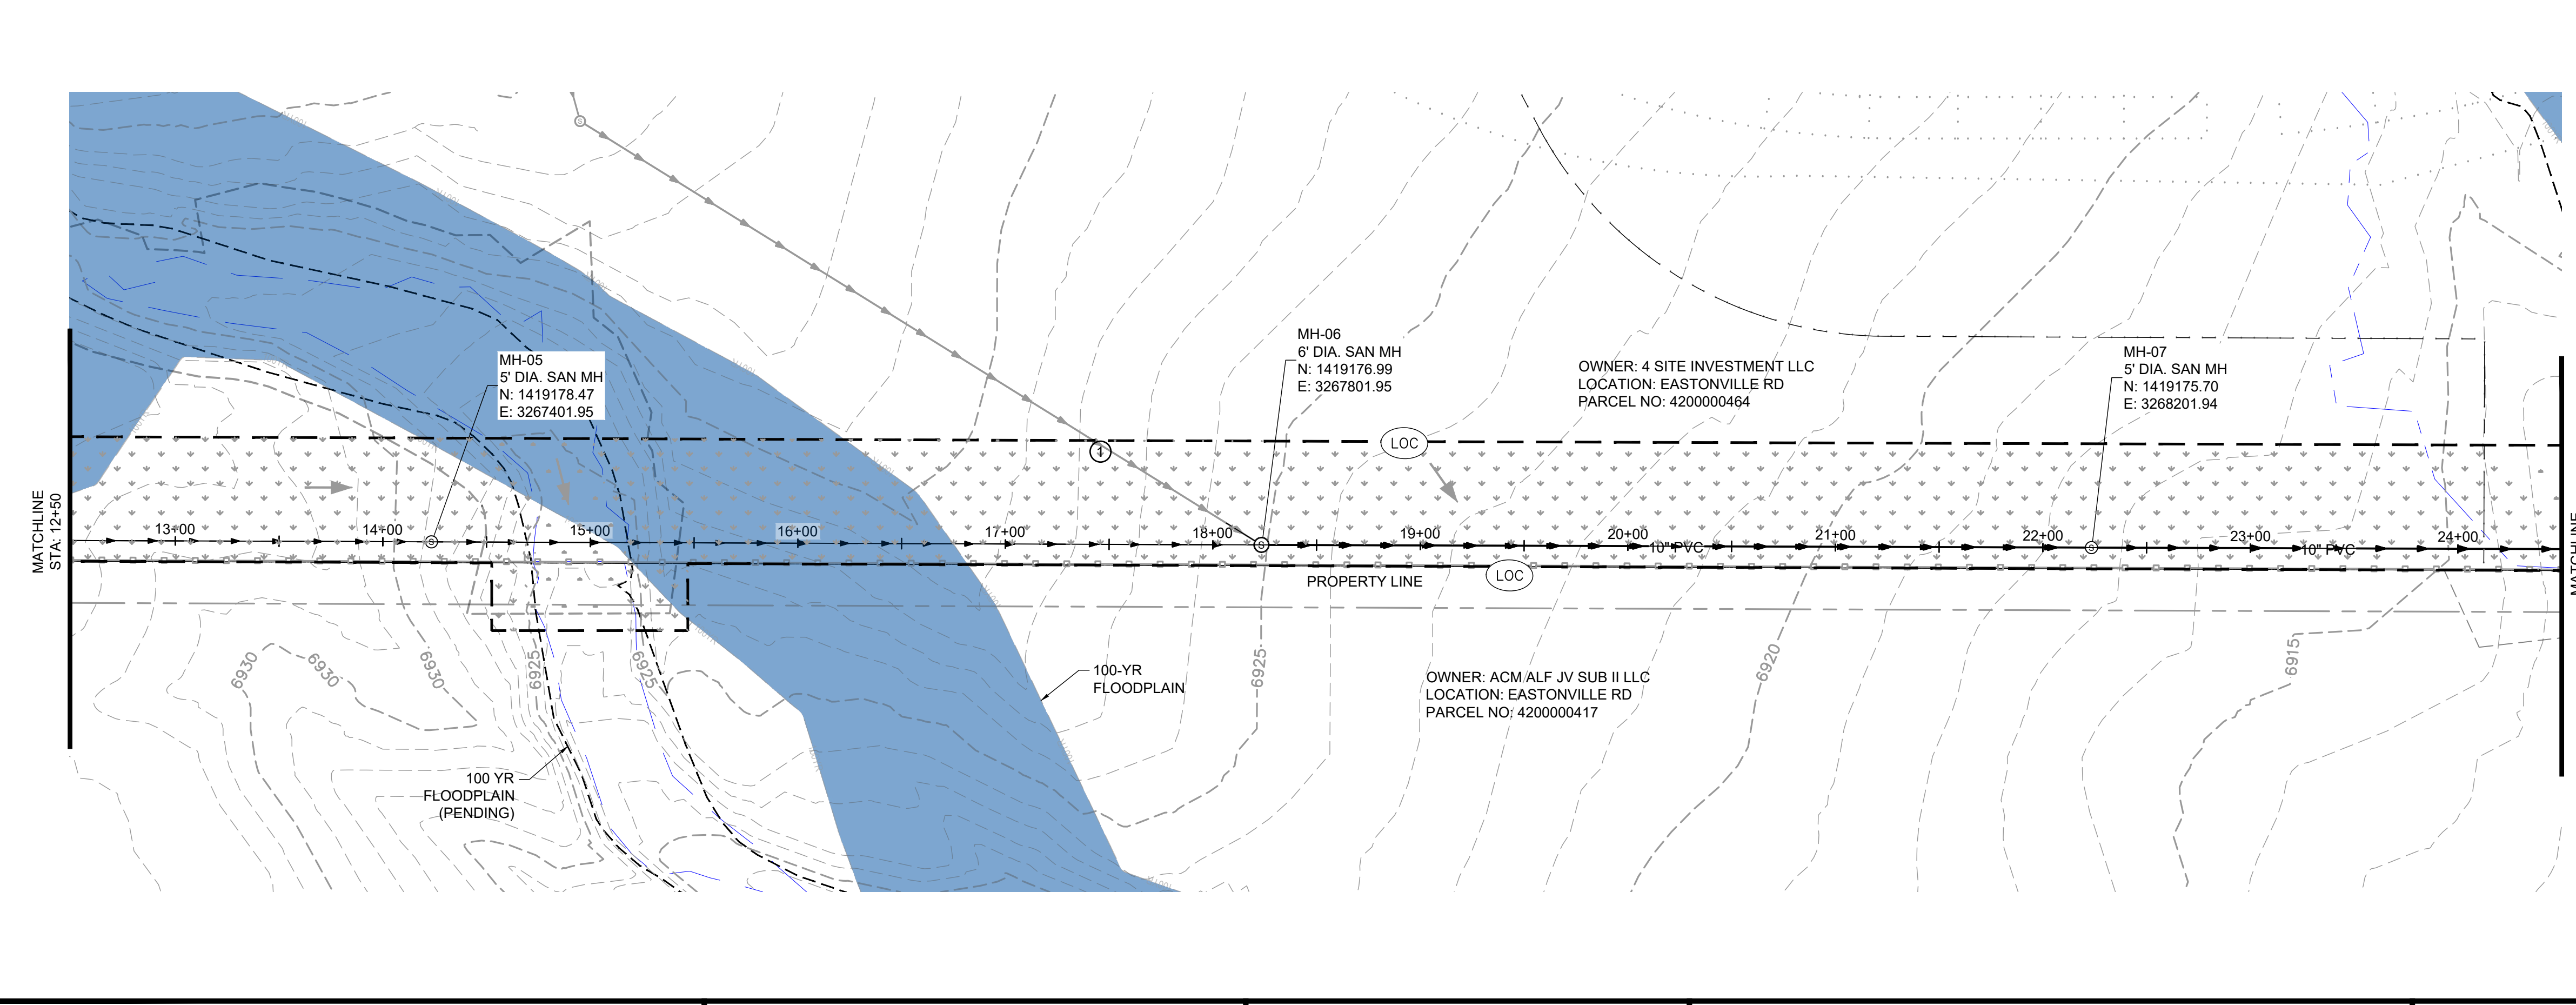 MATCHLINE
STA: 12+50
MH-05
5' DIA. SAN MH
N: 1419178.47
E: 3267401.95
MH-06
6' DIA. SAN MH
N: 1419176.99
E: 3267801.95
OWNER: 4 SITE INVESTMENT LLC
LOCATION: EASTONVILLE RD
PARCEL NO: 4200000464
MH-07
5' DIA. SAN MH
N: 1419175.70
E: 3268201.94
LOC
1
S
13+00
14+00
S
15+00
16+00
17+00
18+00
S
19+00
20+00
10" PVC
21+00
22+00
S
23+00
10" PVC
24+00
PROPERTY LINE
LOC
MATCHLINE
6930
6930
6930
6925
6925
6925
6920
6915
100-YR
FLOODPLAIN
OWNER: ACM ALF JV SUB II LLC
LOCATION: EASTONVILLE RD
PARCEL NO: 4200000417
100 YR
FLOODPLAIN
(PENDING)